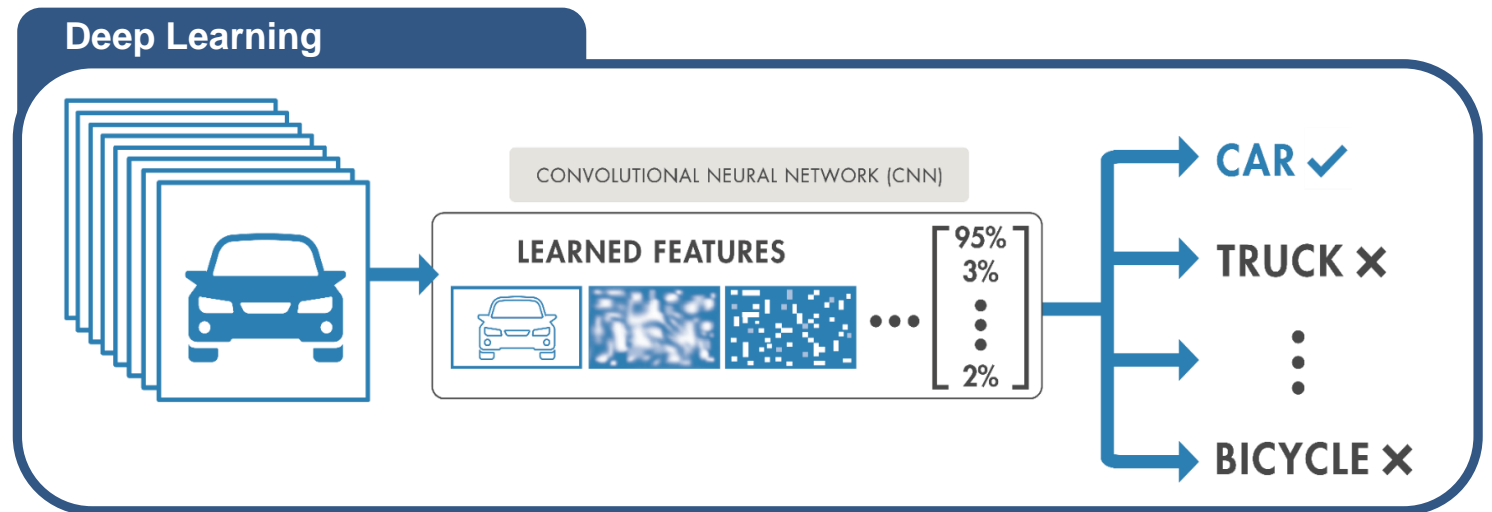 Deep Learning
CONVOLUTIONAL NEURAL NETWORK (CNN)
LEARNED FEATURES
95%
3%
2%
CAR
TRUCK
BICYCLE